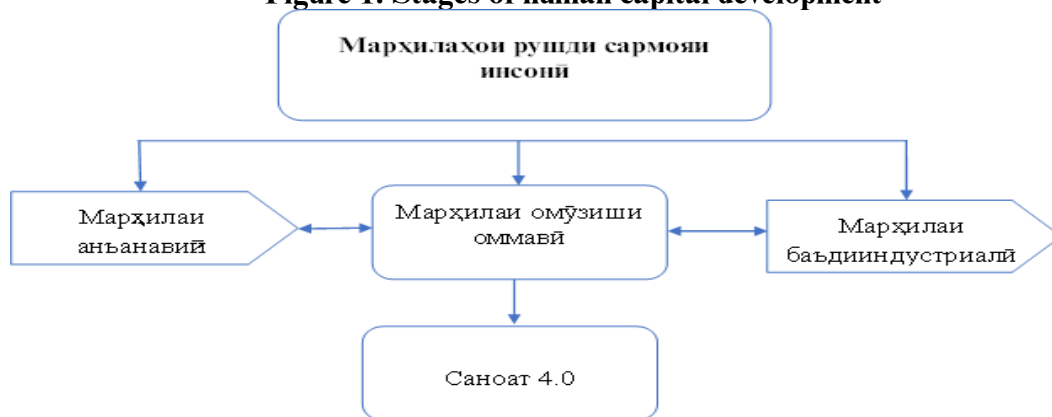 Figure 1. Stages of human capital development
Марҳилаҳои рушди сармояи
инсонӣ
Марҳилаи
анъанавиӣ
Марҳилаи омӯзиши
оммавӣ
Марҳилаи
баъдииндустриалӣ
Саноат 4.0